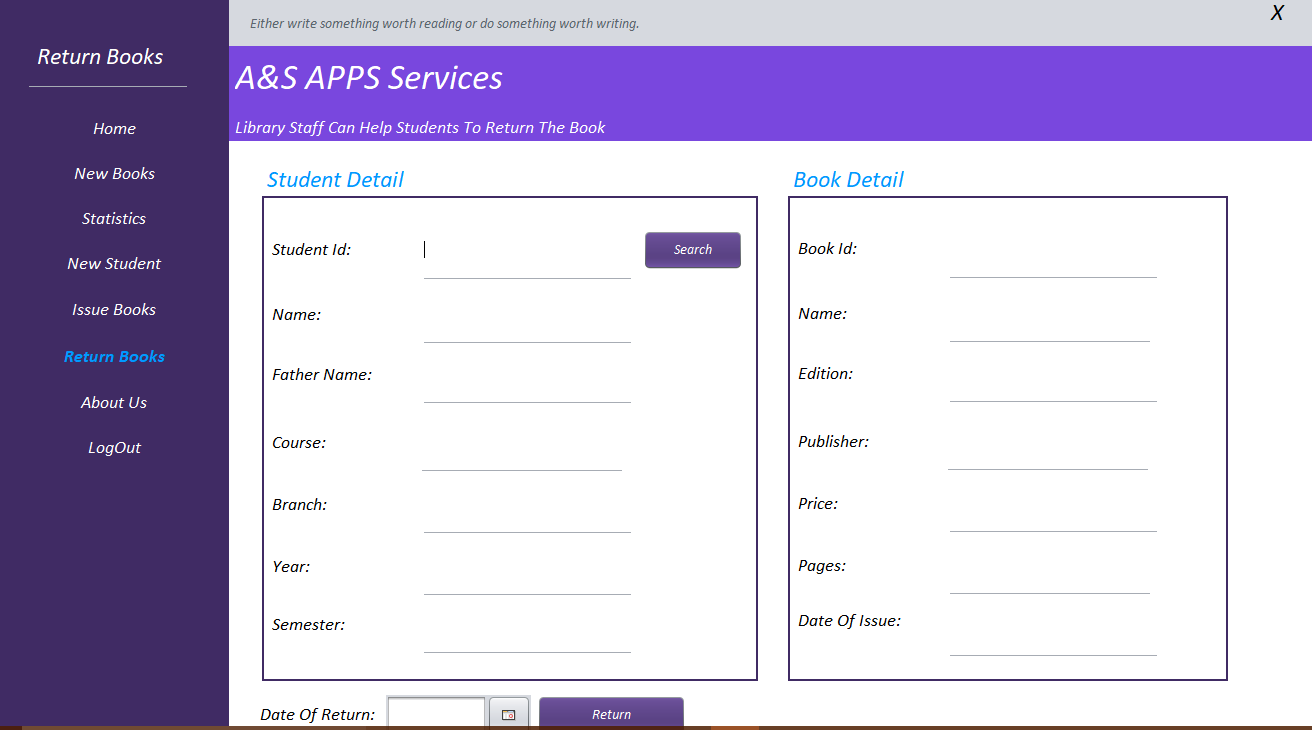 Either write something worth reading or do something worth writing.
X
Return Books
Home
New Books
Statistics
New Student
Issue Books
Return Books
About Us
LogOut
A&S APPS Services
Library Staff Can Help Students To Return The Book
Student Detail
Student Id:
Search
Name:
Father Name:
Course:
Branch:
Year:
Semester:
Book Detail
Book Id:
Name:
Edition:
Publisher:
Price:
Pages:
Date Of Issue:
Date Of Return:
Return